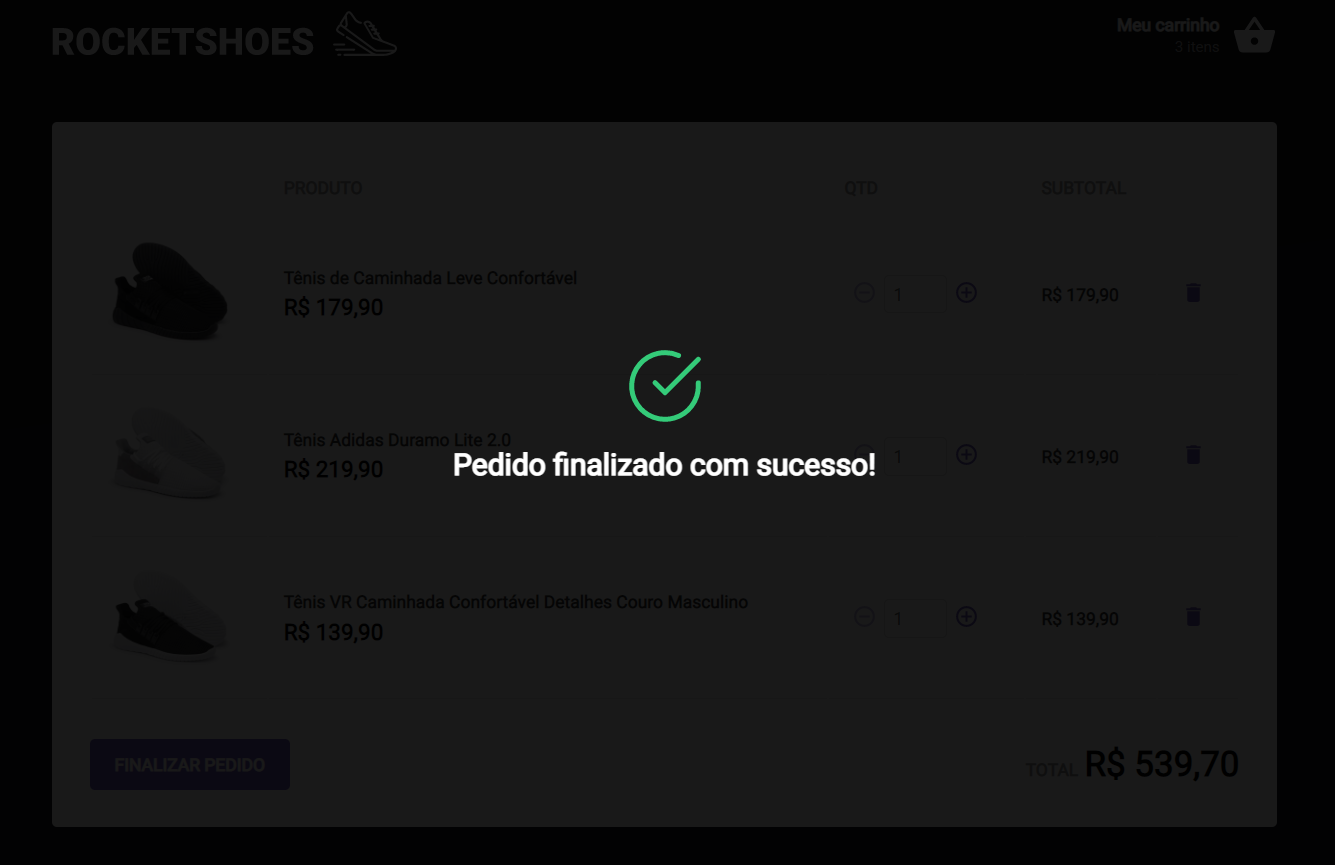 ROCKETSHOES
Meu carrinho
3 itens
PRODUTO QTD SUBTOTAL
Tênis de Caminhada Leve Confortável
R$ 179,90
1
R$ 179,90
Tênis Adidas Duramo Lite 2.0
R$ 219,90
1
R$ 219,90
Pedido finalizado com sucesso!
Tênis VR Caminhada Confortável Detalhes Couro Masculino
R$ 139,90
1
R$ 139,90
FINALIZAR PEDIDO
TOTAL R$ 539,70